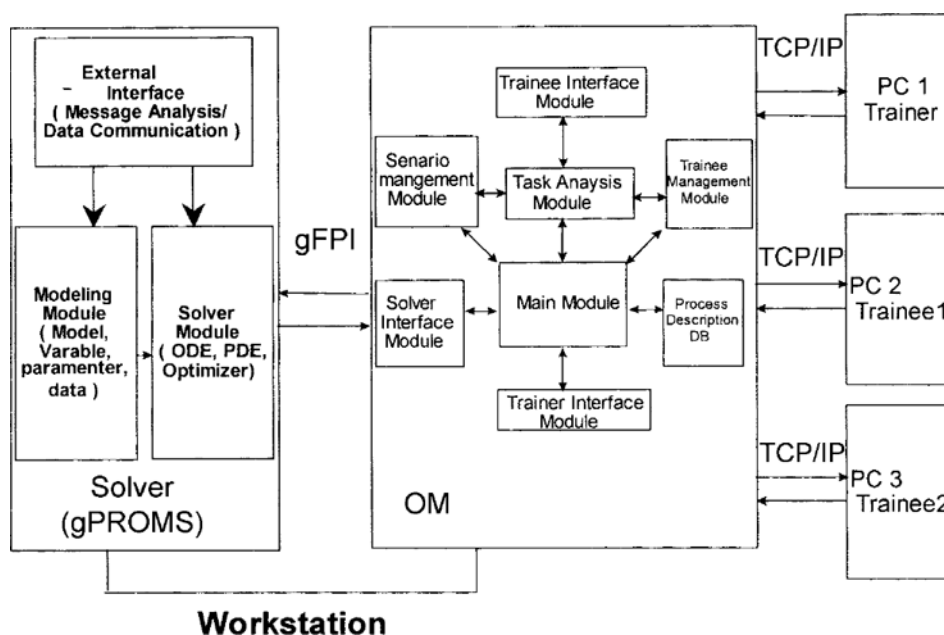 External
Interface
( Message Analysis/
Data Communication )
Modeling
Module
( Model,
Varable,
paramenter,
data )
Solver
Module
( ODE, PDE,
Optimizer)
Solver
(gPROMS)
gFPI
Trainee Interface
Module
Senario
mangement
Module
Task Anaysis
Module
Trainee
Management
Module
Solver
Interface
Module
Main Module
Process
Description
DB
Trainer Interface
Module
OM
TCP/IP
PC 1
Trainer
TCP/IP
PC 2
Trainee1
TCP/IP
PC 3
Trainee2
Workstation